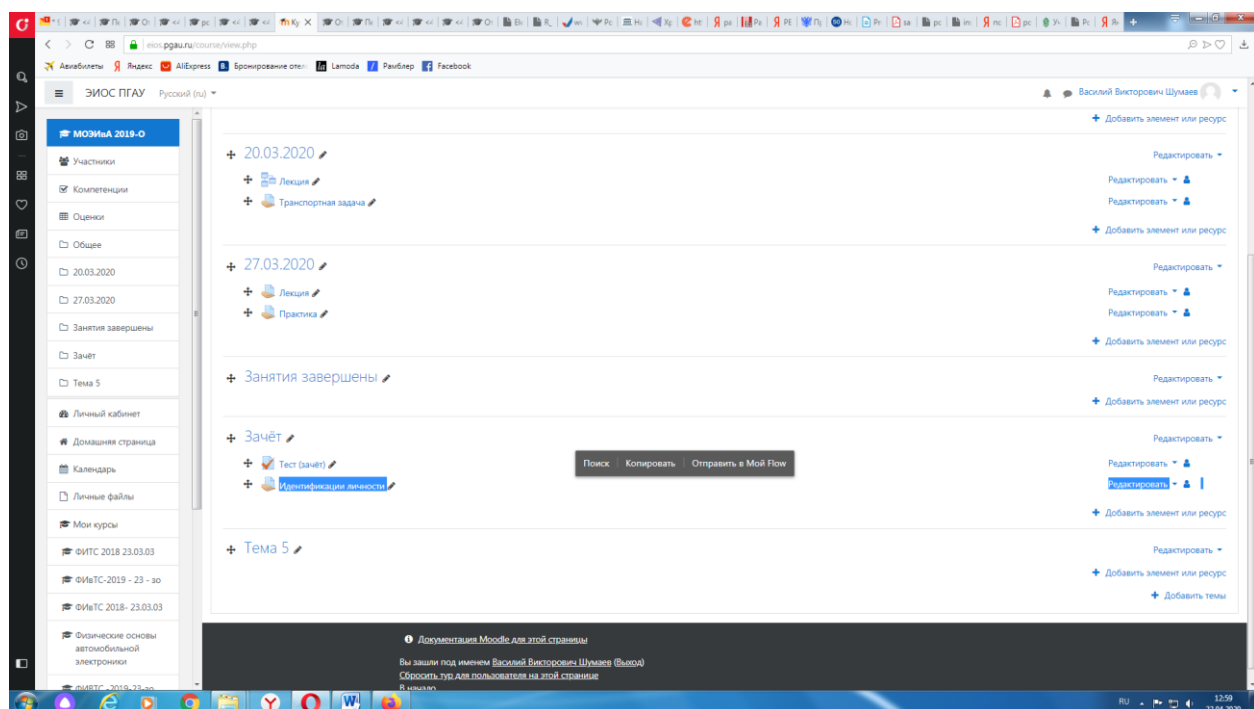 eios.pgau.ru/course/view.php
Авиабилеты Яндекс AliExpress Бронирование отел Lamoda Рамблер Facebook
ЭИОС ПГАУ Русский (ru)
Василий Викторович Шумаев
МОЭИвА 2019-О
Участники
Компетенции
Оценки
Общее
20.03.2020
27.03.2020
Занятия завершены
Зачёт
Тема 5
Личный кабинет
Домашняя страница
Календарь
Личные файлы
Мои курсы
ФИТС 2018 23.03.03
ФИвТС-2019 - 23 - зо
ФИвТС 2018- 23.03.03
Физические основы
автомобильной
электроники
Добавить элемент или ресурс
20.03.2020 Редактировать
Лекция Редактировать
Транспортная задача Редактировать
Добавить элемент или ресурс
27.03.2020 Редактировать
Лекция Редактировать
Практика Редактировать
Добавить элемент или ресурс
Занятия завершены Редактировать
Добавить элемент или ресурс
Зачёт Редактировать
Тест (зачёт) Редактировать
Поиск Копировать Отправить в Мой Flow
Идентификации личности Редактировать
Добавить элемент или ресурс
Тема 5 Редактировать
Добавить элемент или ресурс
Добавить темы
Документация Moodle для этой страницы
Вы зашли под именем Василий Викторович Шумаев (Выход)
Сбросить тур для пользователя на этой странице
В начало
RU 12:59